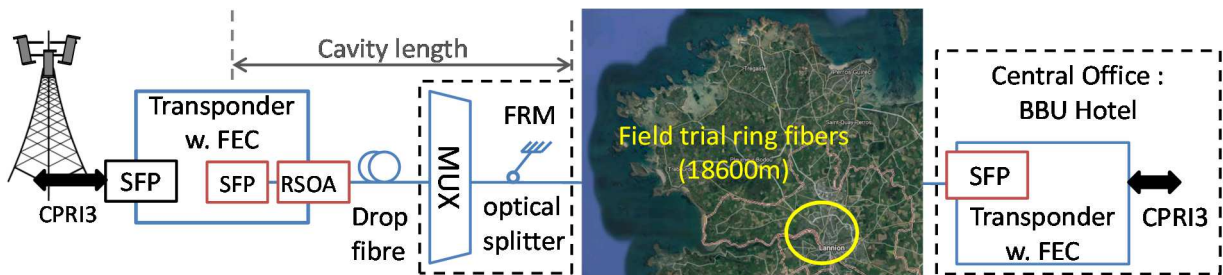 Cavity length
Transponder
w. FEC
SFP
SFP
RSOA
CPRI3
Drop
fibre
MUX
FRM
optical
splitter
Field trial ring fibers
(18600m)
Lannion
Central Office :
BBU Hotel
SFP
Transponder
w. FEC
CPRI3